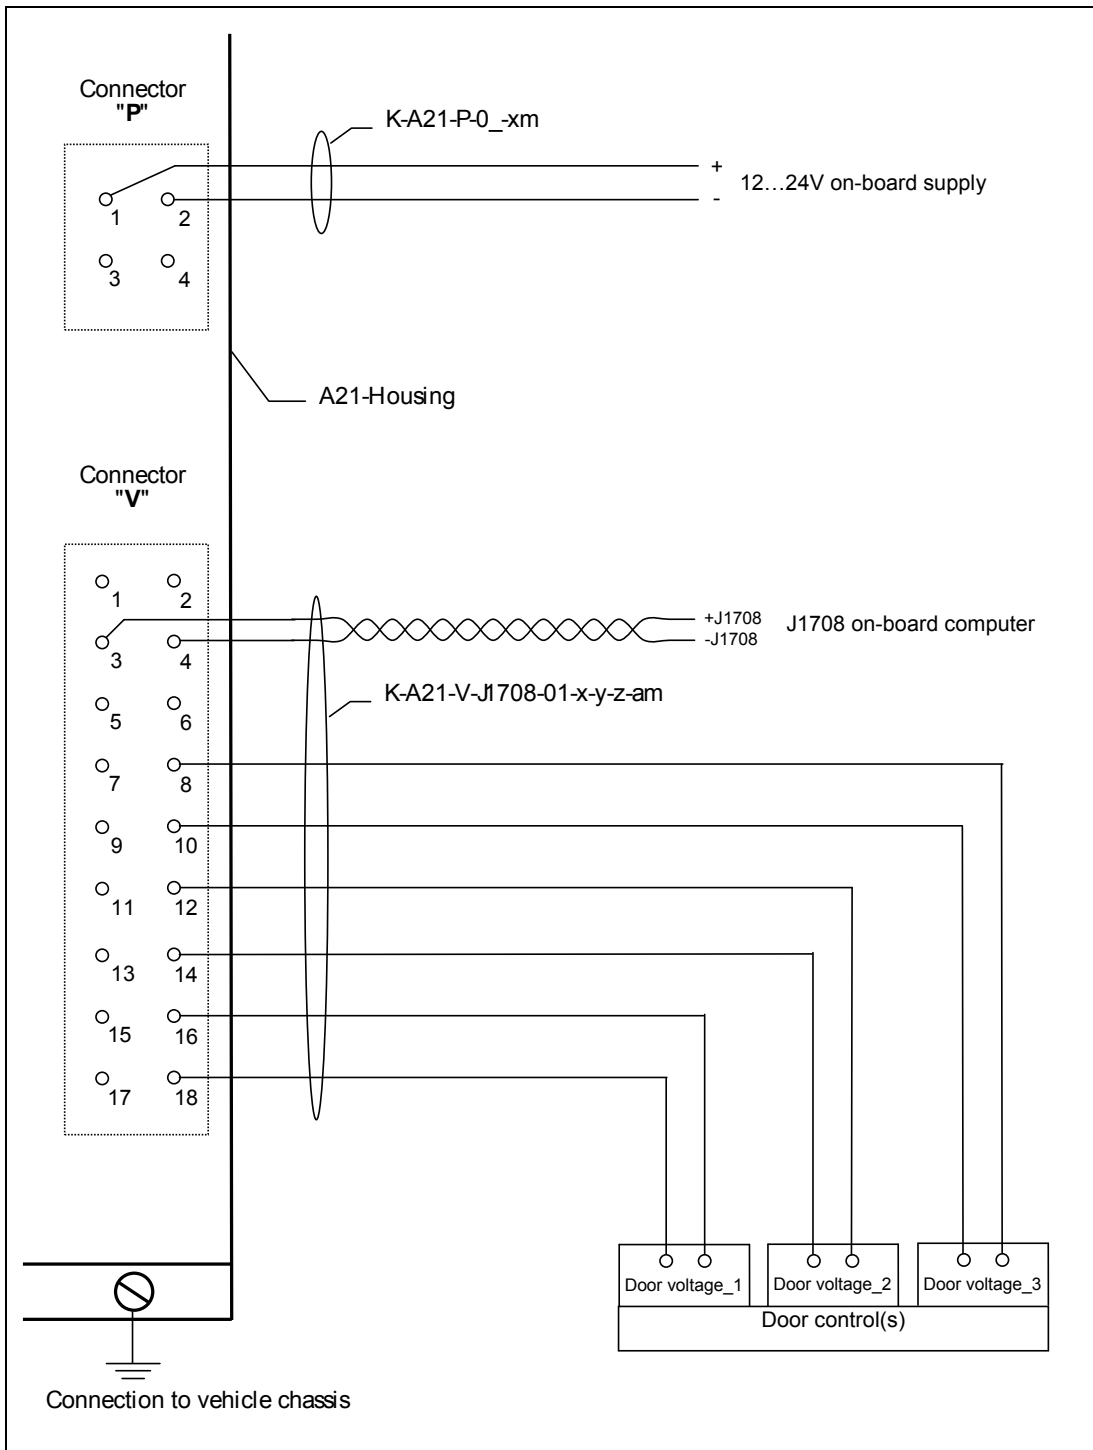 Connector
"P"
K-A21-P-0_-xm
+
12…24V on-board supply
-
1
2
3
4
A21-Housing
Connector
"V"
1
2
+J1708
J1708 on-board computer
-J1708
3
4
K-A21-V-J1708-01-x-y-z-am
5
6
7
8
9
10
11
12
13
14
15
16
17
18
Door voltage_1
Door voltage_2
Door voltage_3
Door control(s)
Connection to vehicle chassis